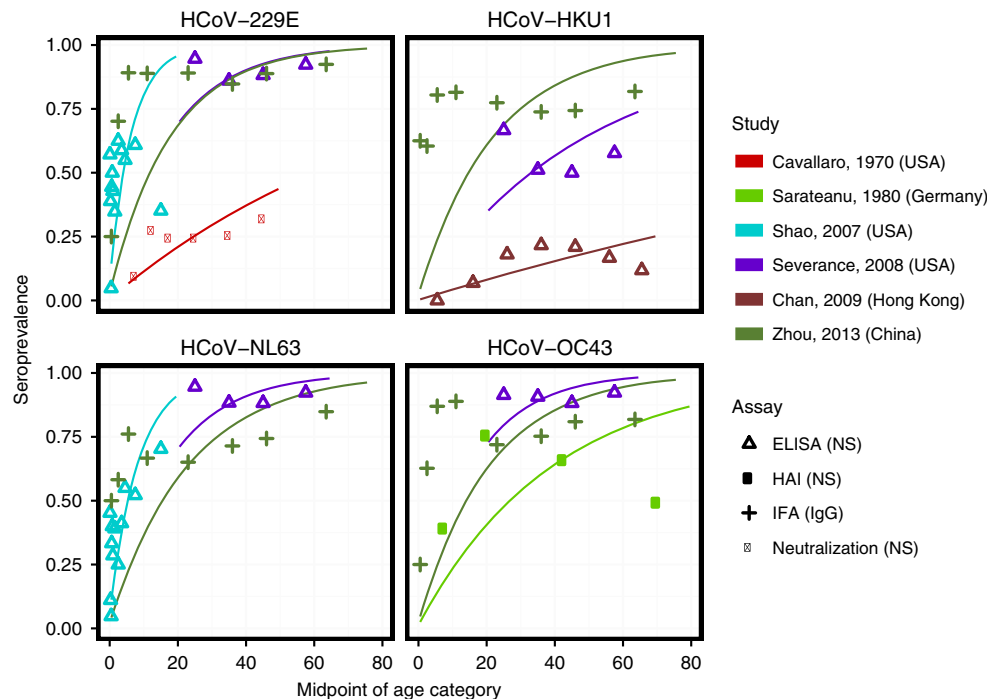 HCoV−229E
HCoV−HKU1
1.00
0.75
0.50
0.25
0.00
HCoV−NL63
HCoV−OC43
1.00
0.75
0.50
0.25
0.00
0 20 40 60 80
0 20 40 60 80
Seroprevalence
Midpoint of age category
Study
Cavallaro, 1970 (USA)
Sarateanu, 1980 (Germany)
Shao, 2007 (USA)
Severance, 2008 (USA)
Chan, 2009 (Hong Kong)
Zhou, 2013 (China)
Assay
ELISA (NS)
HAI (NS)
IFA (IgG)
Neutralization (NS)